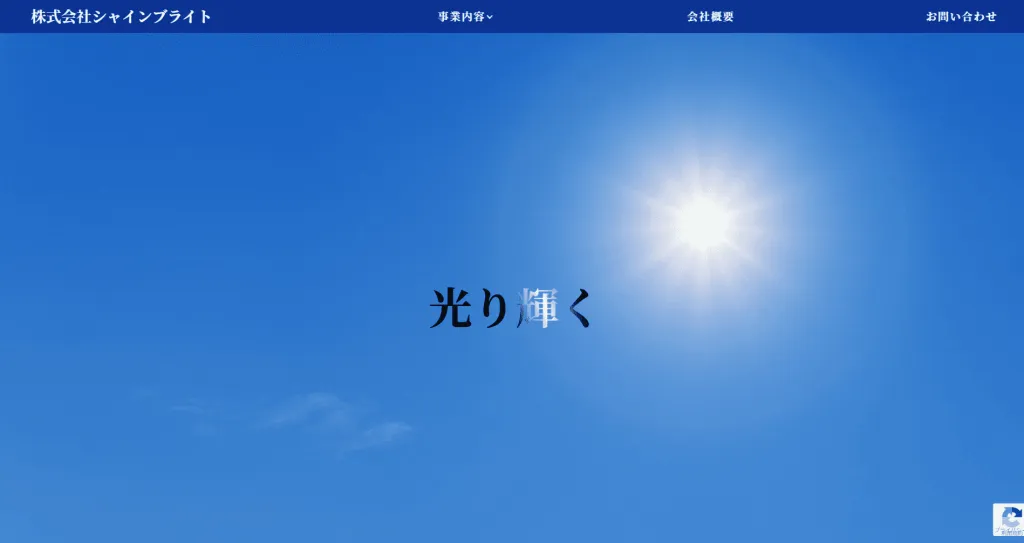 株式会社シャインブライト
事業内容
会社概要
お問い合わせ
光り輝く